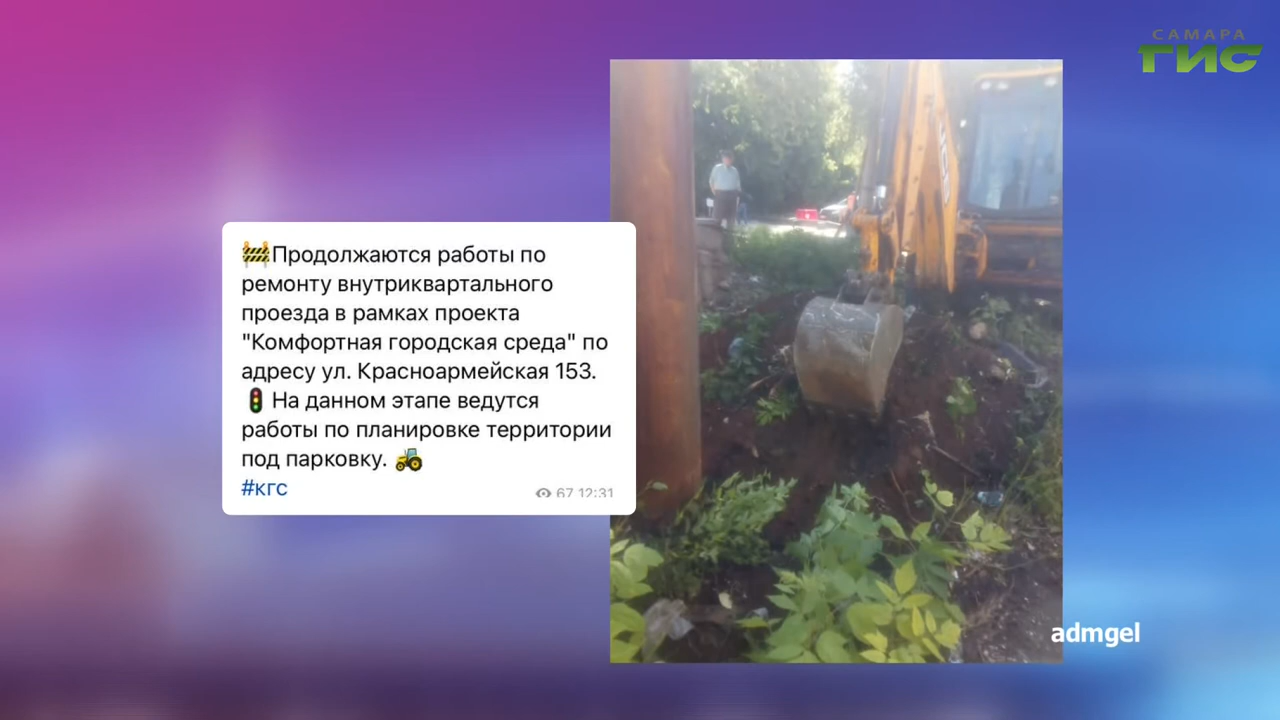 САМАРА
ГИС
🚧Продолжаются работы по
ремонту внутриквартального
проезда в рамках проекта
"Комфортная городская среда" по
адресу ул. Красноармейская 153.
🚦На данном этапе ведутся
работы по планировке территории
под парковку. 🚜
#кгс
67 12:31
admgel